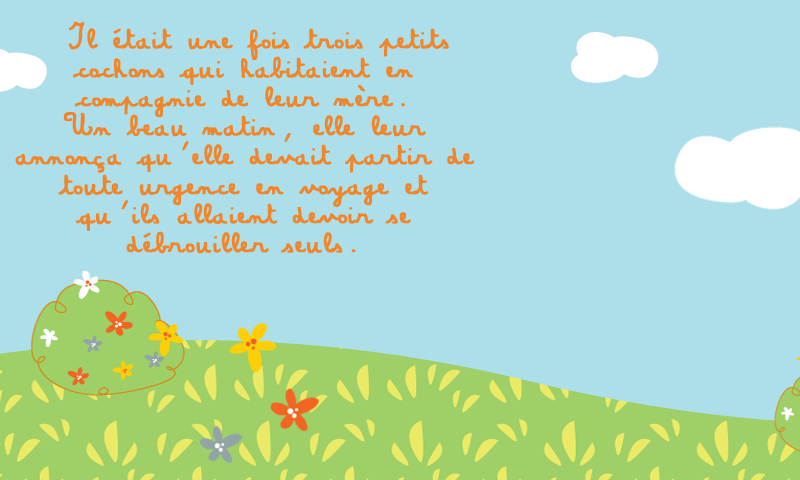 Il était une fois trois petits
cochons qui habitaient en
compagnie de leur mère.
Un beau matin, elle leur
annonça qu'elle devait partir de
toute urgence en voyage et
qu'ils allaient devoir se
débrouiller seuls.